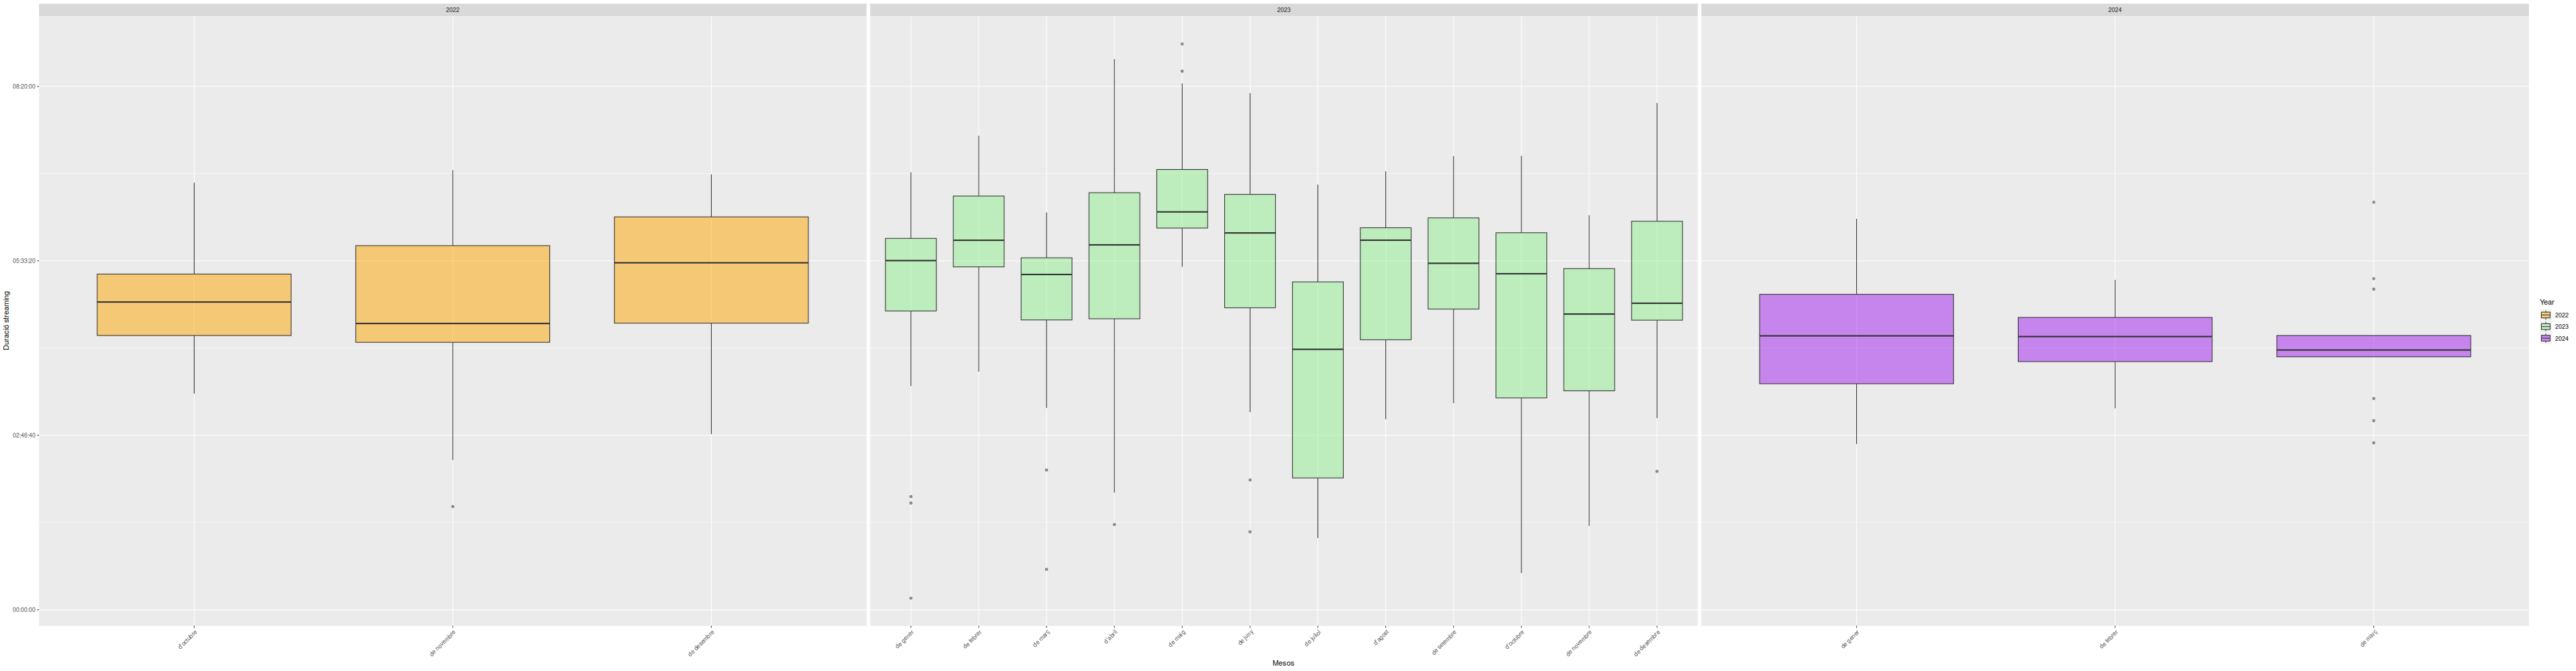 2022
2023
2024
08:20:00
05:33:20
02:46:40
00:00:00
Duració streaming
d'octubre
de novembre
de desembre
de gener
de febrer
de març
d'abril
de maig
de juny
de juliol
d'agost
de setembre
d'octubre
de novembre
de desembre
de gener
de febrer
de març
Mesos
Year
2022
2023
2024